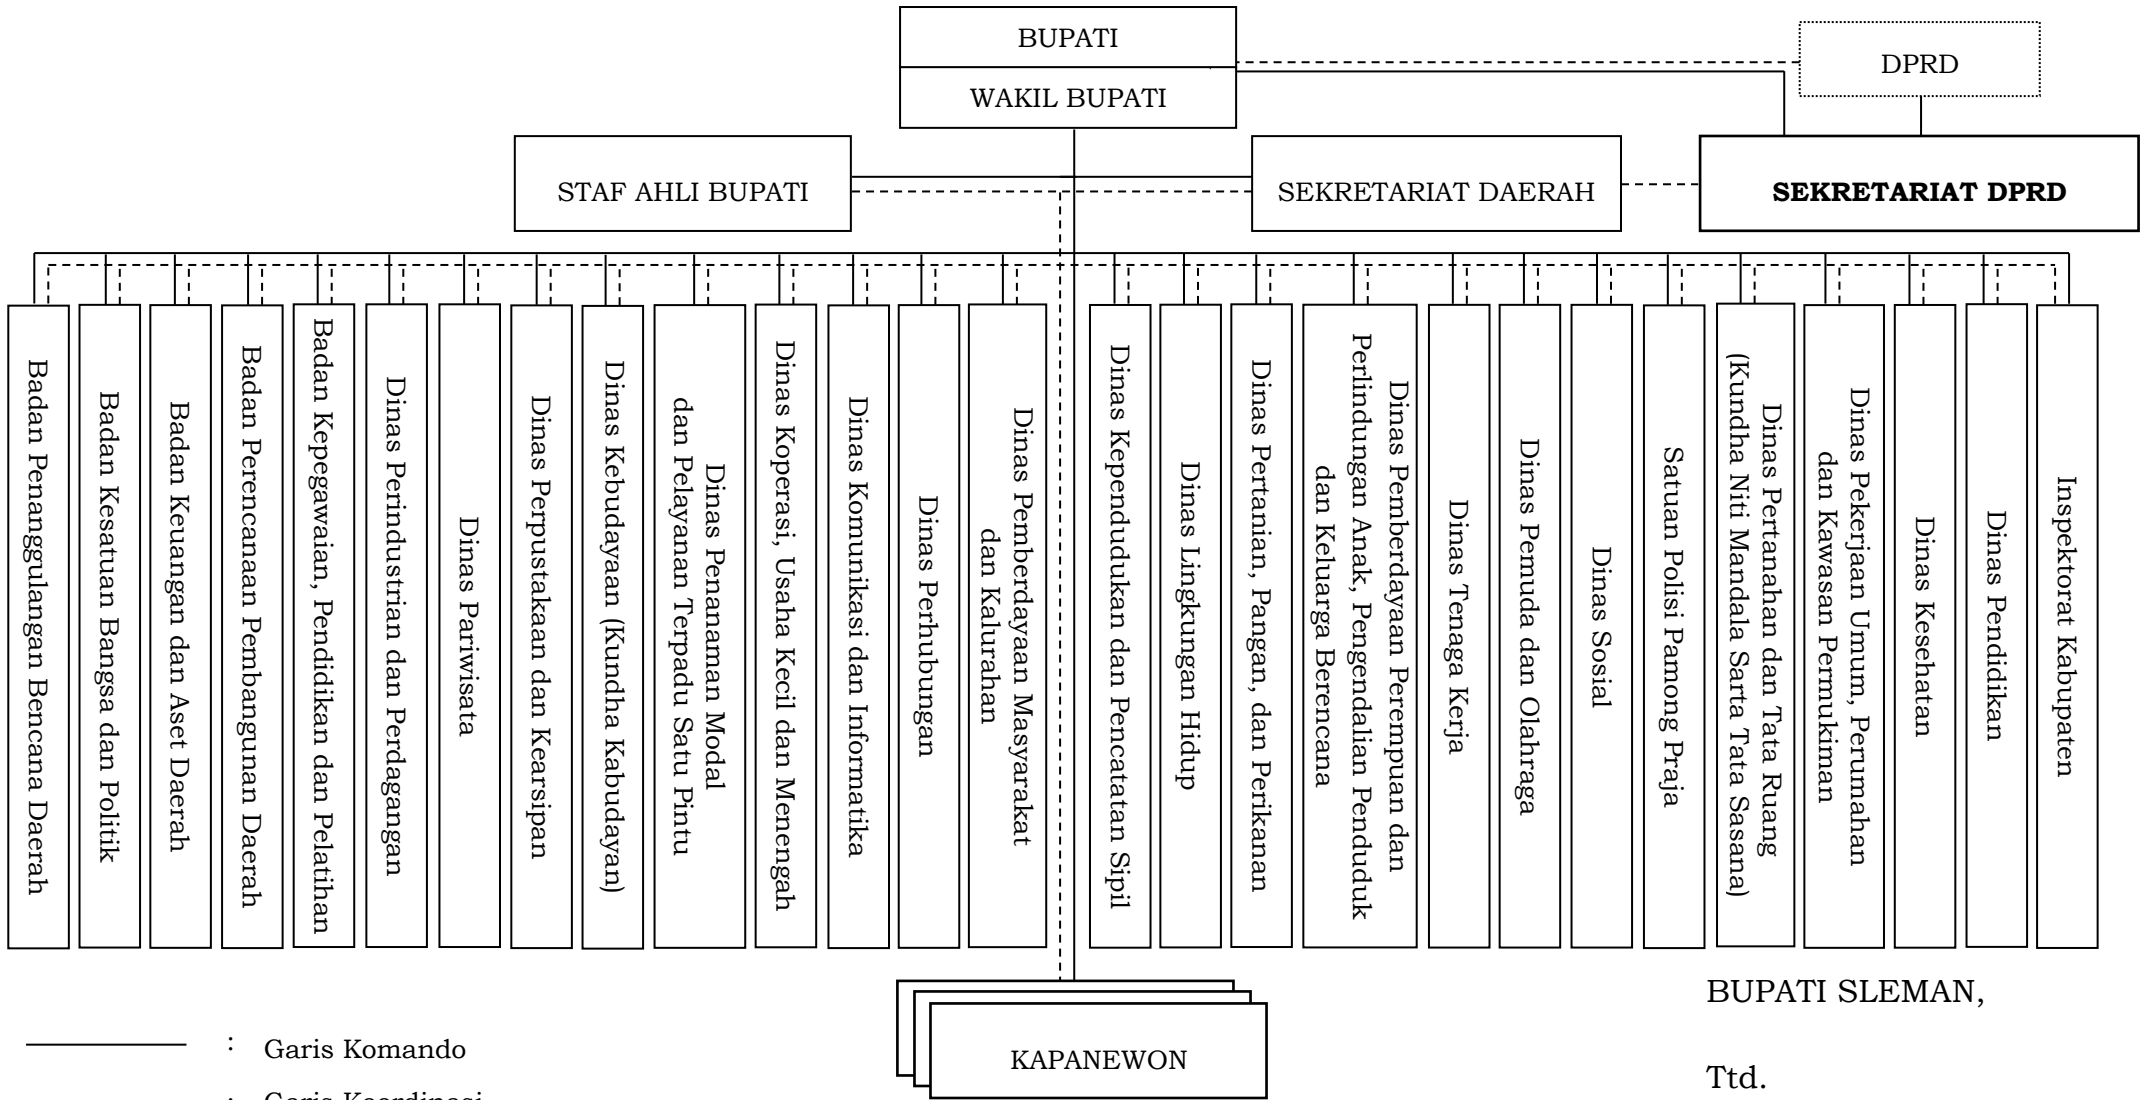 BUPATI
WAKIL BUPATI
DPRD
STAF AHLI BUPATI
SEKRETARIAT DAERAH
SEKRETARIAT DPRD
Badan Penanggulangan Bencana Daerah
Badan Kesatuan Bangsa dan Politik
Badan Keuangan dan Aset Daerah
Badan Perencanaan Pembangunan Daerah
Badan Kepegawaian, Pendidikan dan Pelatihan
Dinas Perindustrian dan Perdagangan
Dinas Pariwisata
Dinas Perpustakaan dan Kearsipan
Dinas Kebudayaan (Kundha Kabudayan)
Dinas Penanaman Modal
dan Pelayanan Terpadu Satu Pintu
Dinas Koperasi, Usaha Kecil dan Menengah
Dinas Komunikasi dan Informatika
Dinas Perhubungan
Dinas Pemberdayaan Masyarakat
dan Kalurahan
Dinas Kependudukan dan Pencatatan Sipil
Dinas Lingkungan Hidup
Dinas Pertanian, Pangan, dan Perikanan
Dinas Pemberdayaan Perempuan dan
Perlindungan Anak, Pengendalian Penduduk
dan Keluarga Berencana
Dinas Tenaga Kerja
Dinas Pemuda dan Olahraga
Dinas Sosial
Satuan Polisi Pamong Praja
Dinas Pertanahan dan Tata Ruang
(Kundha Niti Mandala Sarta Tata Sasana)
Dinas Pekerjaan Umum, Perumahan
dan Kawasan Permukiman
Dinas Kesehatan
Dinas Pendidikan
Inspektorat Kabupaten
KAPANEWON
: Garis Komando
: Garis Koordinasi
BUPATI SLEMAN,
Ttd.